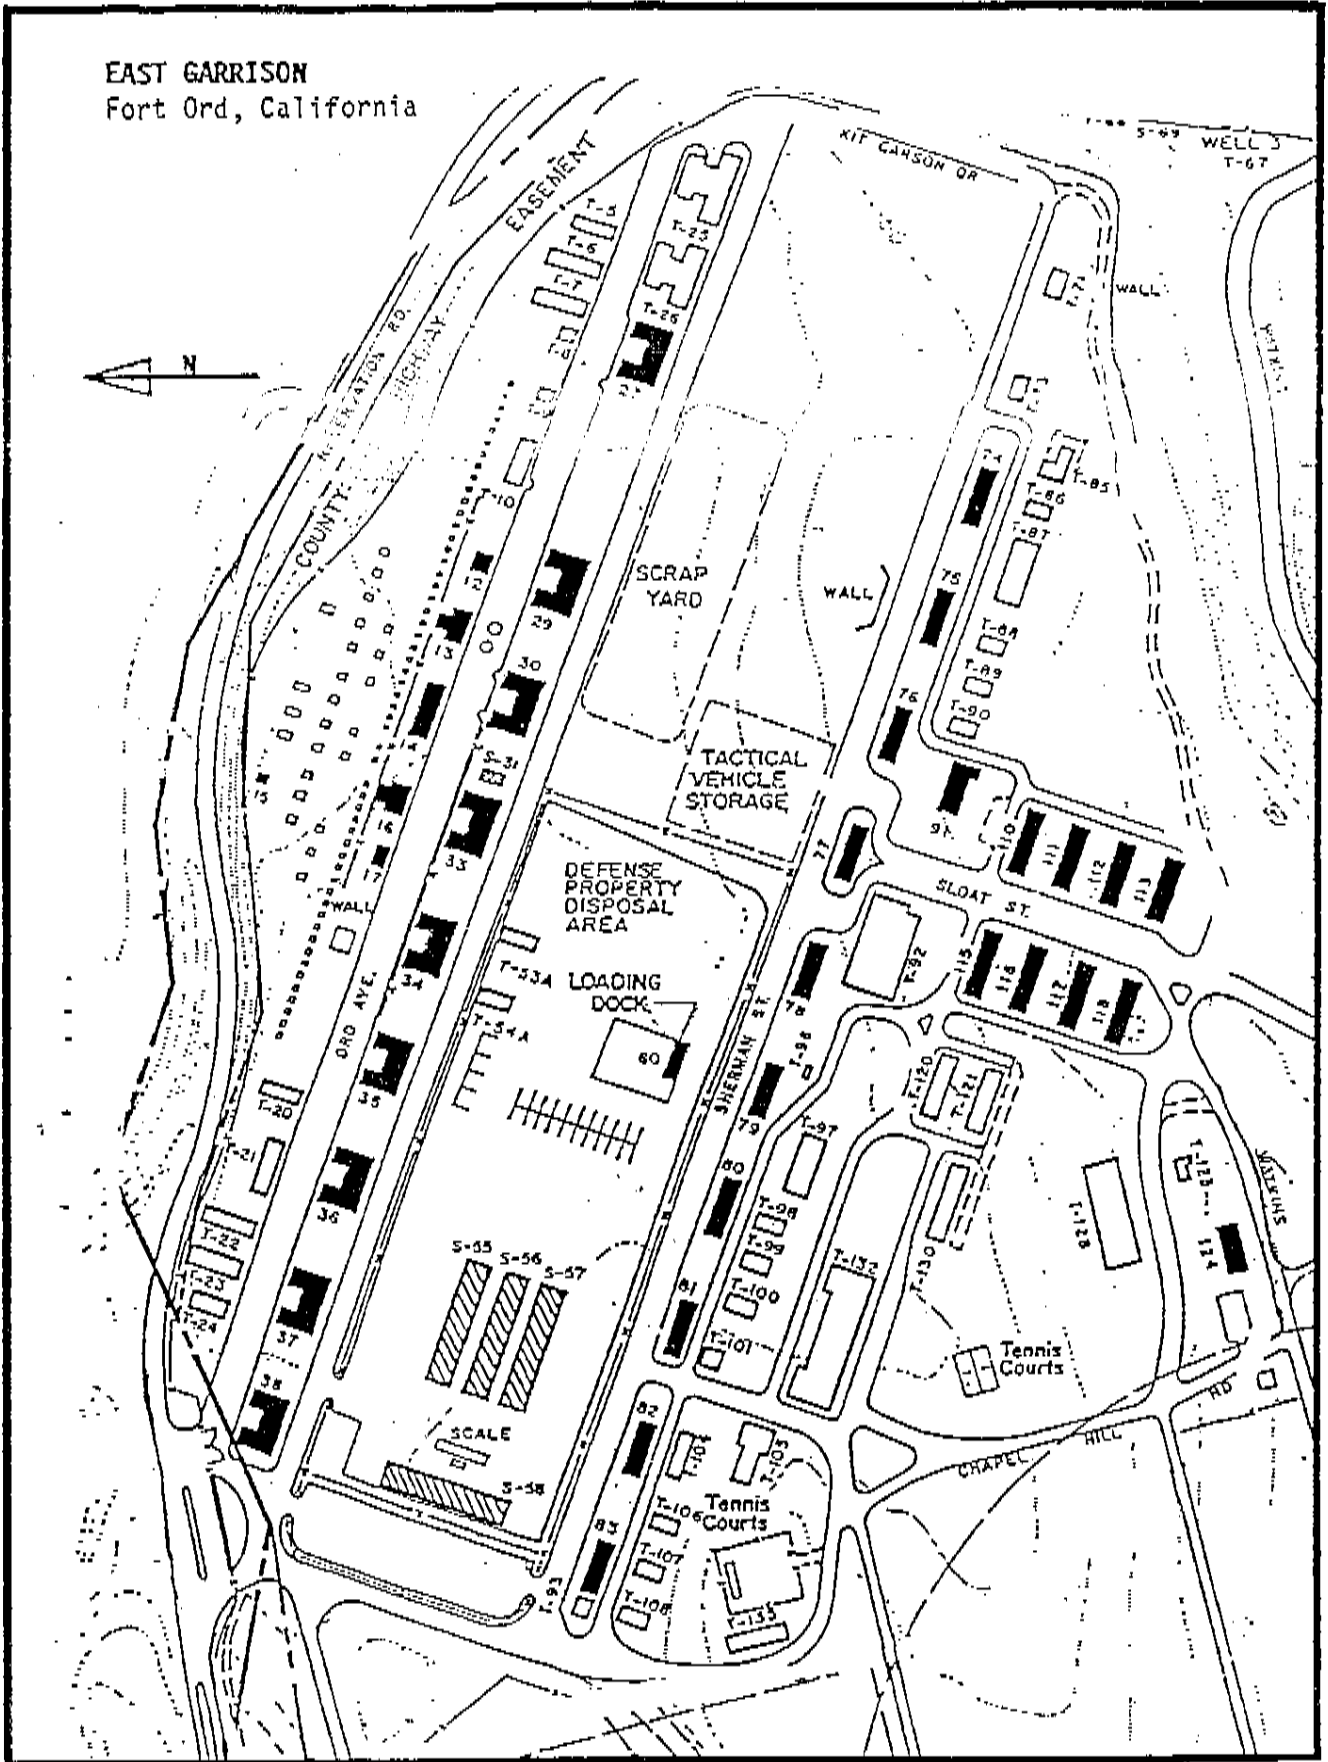 EAST GARRISON
Fort Ord, California
EASEMENT
KIT CARSON DR
S-69
WELL 3
T-67
T-5
T-6
T-25
T-26
WALL
N
COUNTY
HIGHWAY
T-10
74
T-85
T-86
T-87
12
13
29
30
SCRAP
YARD
WALL
75
T-89
T-90
76
S-31
TACTICAL
VEHICLE
STORAGE
15
16
33
77
91
110
111
112
113
SLOAT ST.
WALL
DEFENSE
PROPERTY
DISPOSAL
AREA
34
T-53A
T-54A
LOADING
DOCK
60
ORD AVE.
35
SHERMAN ST.
78
T-92
T-96
115
116
117
118
79
T-97
T-120
T-121
T-20
T-21
36
80
T-98
T-99
T-100
T-132
T-130
T-128
124
WATKINS
T-22
T-23
T-24
37
38
S-55
S-56
S-57
81
T-101
Tennis
Courts
SCALE
S-58
82
T-104
T-105
CHAPEL HILL RD
Tennis
Courts
83
T-93
T-106
T-107
T-108
T-133